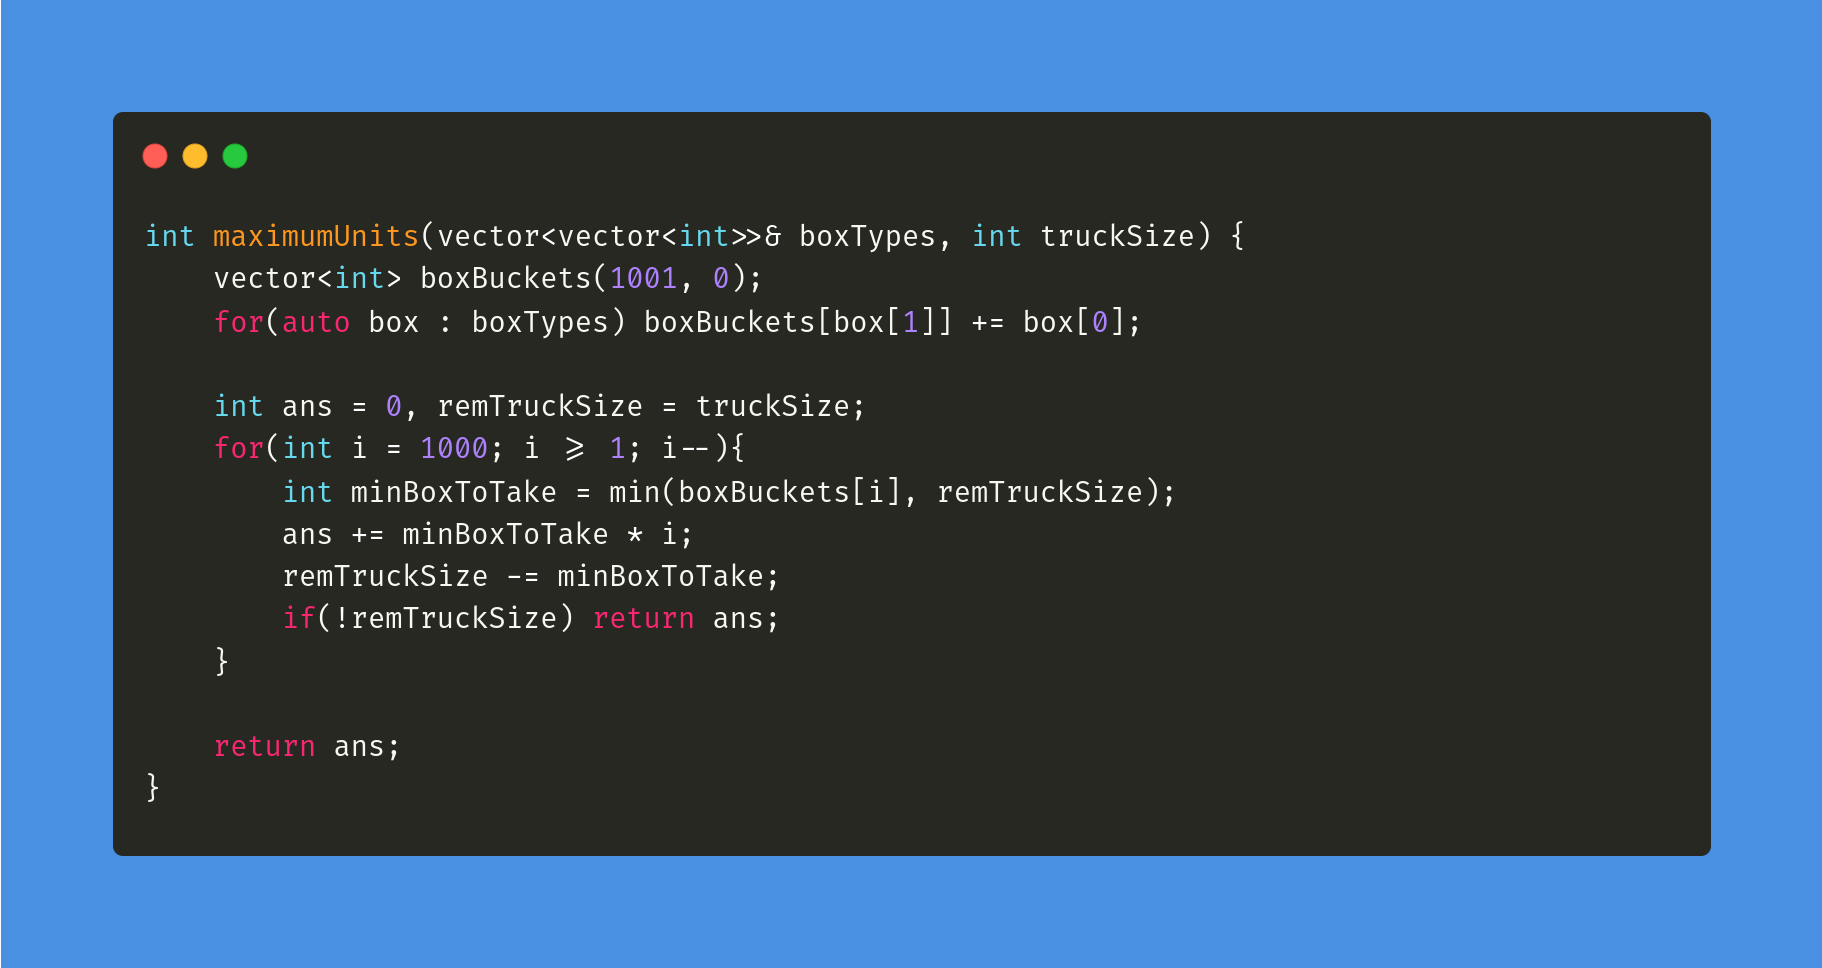 int maximumUnits(vector<vector<int>>& boxTypes, int truckSize) {
    vector<int> boxBuckets(1001, 0);
    for(auto box : boxTypes) boxBuckets[box[1]] += box[0];

    int ans = 0, remTruckSize = truckSize;
    for(int i = 1000; i >= 1; i--){
        int minBoxToTake = min(boxBuckets[i], remTruckSize);
        ans += minBoxToTake * i;
        remTruckSize -= minBoxToTake;
        if(!remTruckSize) return ans;
    }

    return ans;
}